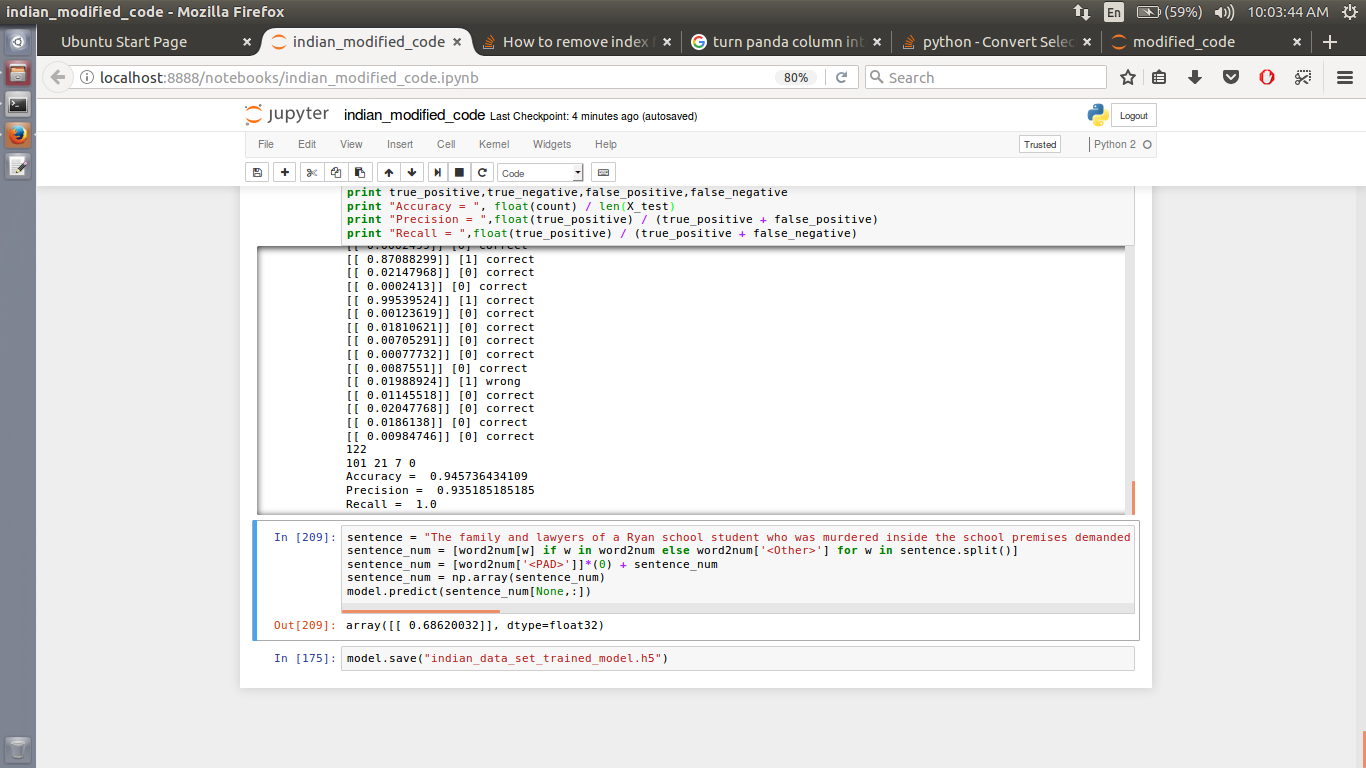 indian_modified_code - Mozilla Firefox
En (59%) 10:03:44 AM
Ubuntu Start Page × indian_modified_code × How to remove index × turn panda column int × python - Convert Selec × modified_code ×
localhost:8888/notebooks/indian_modified_code.ipynb 80% Search
jupyter indian_modified_code Last Checkpoint: 4 minutes ago (autosaved) Logout
File Edit View Insert Cell Kernel Widgets Help Trusted Python 2
Code
print true_positive,true_negative,false_positive,false_negative
print "Accuracy = ", float(count) / len(X_test)
print "Precision = ",float(true_positive) / (true_positive + false_positive)
print "Recall = ",float(true_positive) / (true_positive + false_negative)
[0] correct
[[ 0.87088299]] [1] correct
[[ 0.02147968]] [0] correct
[[ 0.0002413]] [0] correct
[[ 0.99539524]] [1] correct
[[ 0.00123619]] [0] correct
[[ 0.01810621]] [0] correct
[[ 0.00705291]] [0] correct
[[ 0.00077732]] [0] correct
[[ 0.0087551]] [0] correct
[[ 0.01988924]] [1] wrong
[[ 0.01145518]] [0] correct
[[ 0.02047768]] [0] correct
[[ 0.0186138]] [0] correct
[[ 0.00984746]] [0] correct
122
101 21 7 0
Accuracy =  0.945736434109
Precision =  0.935185185185
Recall =  1.0
In [209]: sentence = "The family and lawyers of a Ryan school student who was murdered inside the school premises demanded
sentence_num = [word2num[w] if w in word2num else word2num['<Other>'] for w in sentence.split()]
sentence_num = [word2num['<PAD>']]*(0) + sentence_num
sentence_num = np.array(sentence_num)
model.predict(sentence_num[None,:])
Out[209]: array([[ 0.68620032]], dtype=float32)
In [175]: model.save("indian_data_set_trained_model.h5")